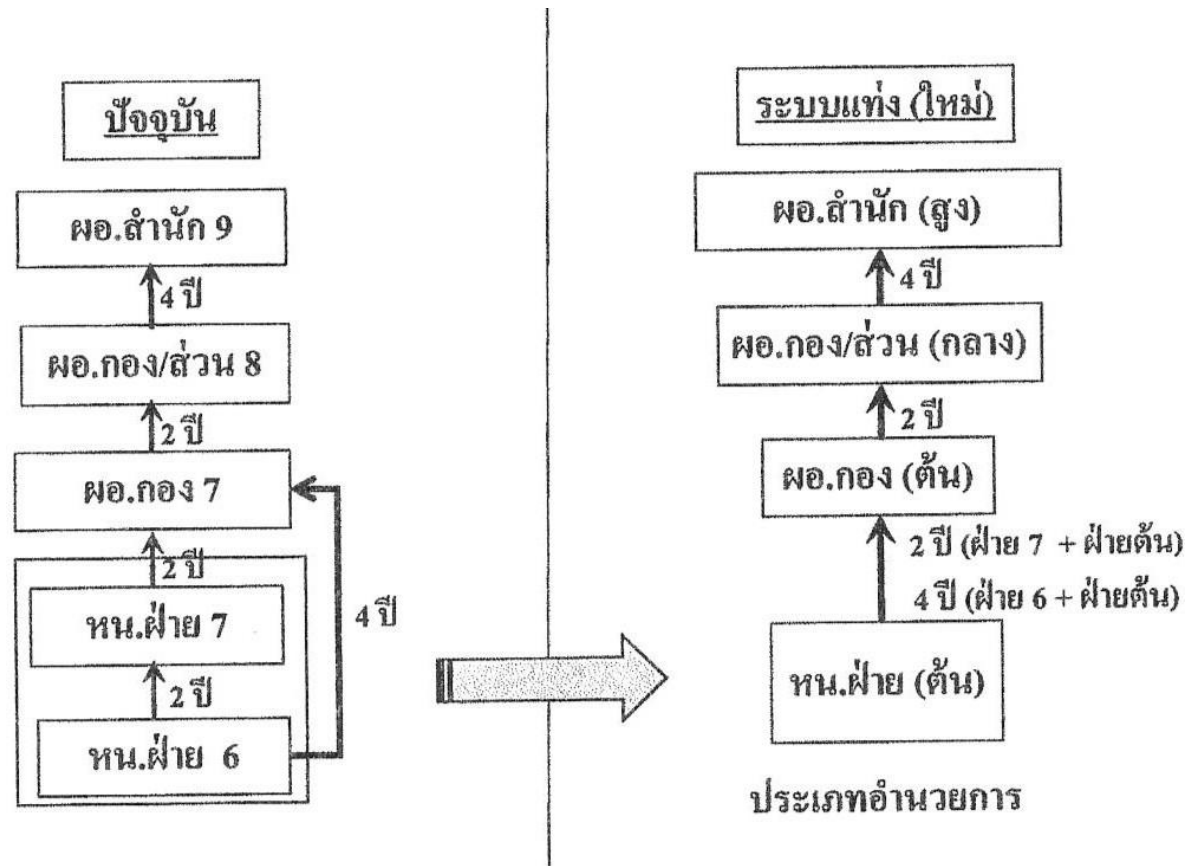 ปัจจุบัน
ผอ.สำนัก 9
4 ปี
ผอ.กอง/ส่วน 8
2 ปี
ผอ.กอง 7
2 ปี
หน.ฝ่าย 7
4 ปี
2 ปี
หน.ฝ่าย 6
ระบบแท่ง (ใหม่)
ผอ.สำนัก (สูง)
4 ปี
ผอ.กอง/ส่วน (กลาง)
2 ปี
ผอ.กอง (ต้น)
2 ปี (ฝ่าย 7 + ฝ่ายต้น)
4 ปี (ฝ่าย 6 + ฝ่ายต้น)
หน.ฝ่าย (ต้น)
ประเภทอำนวยการ